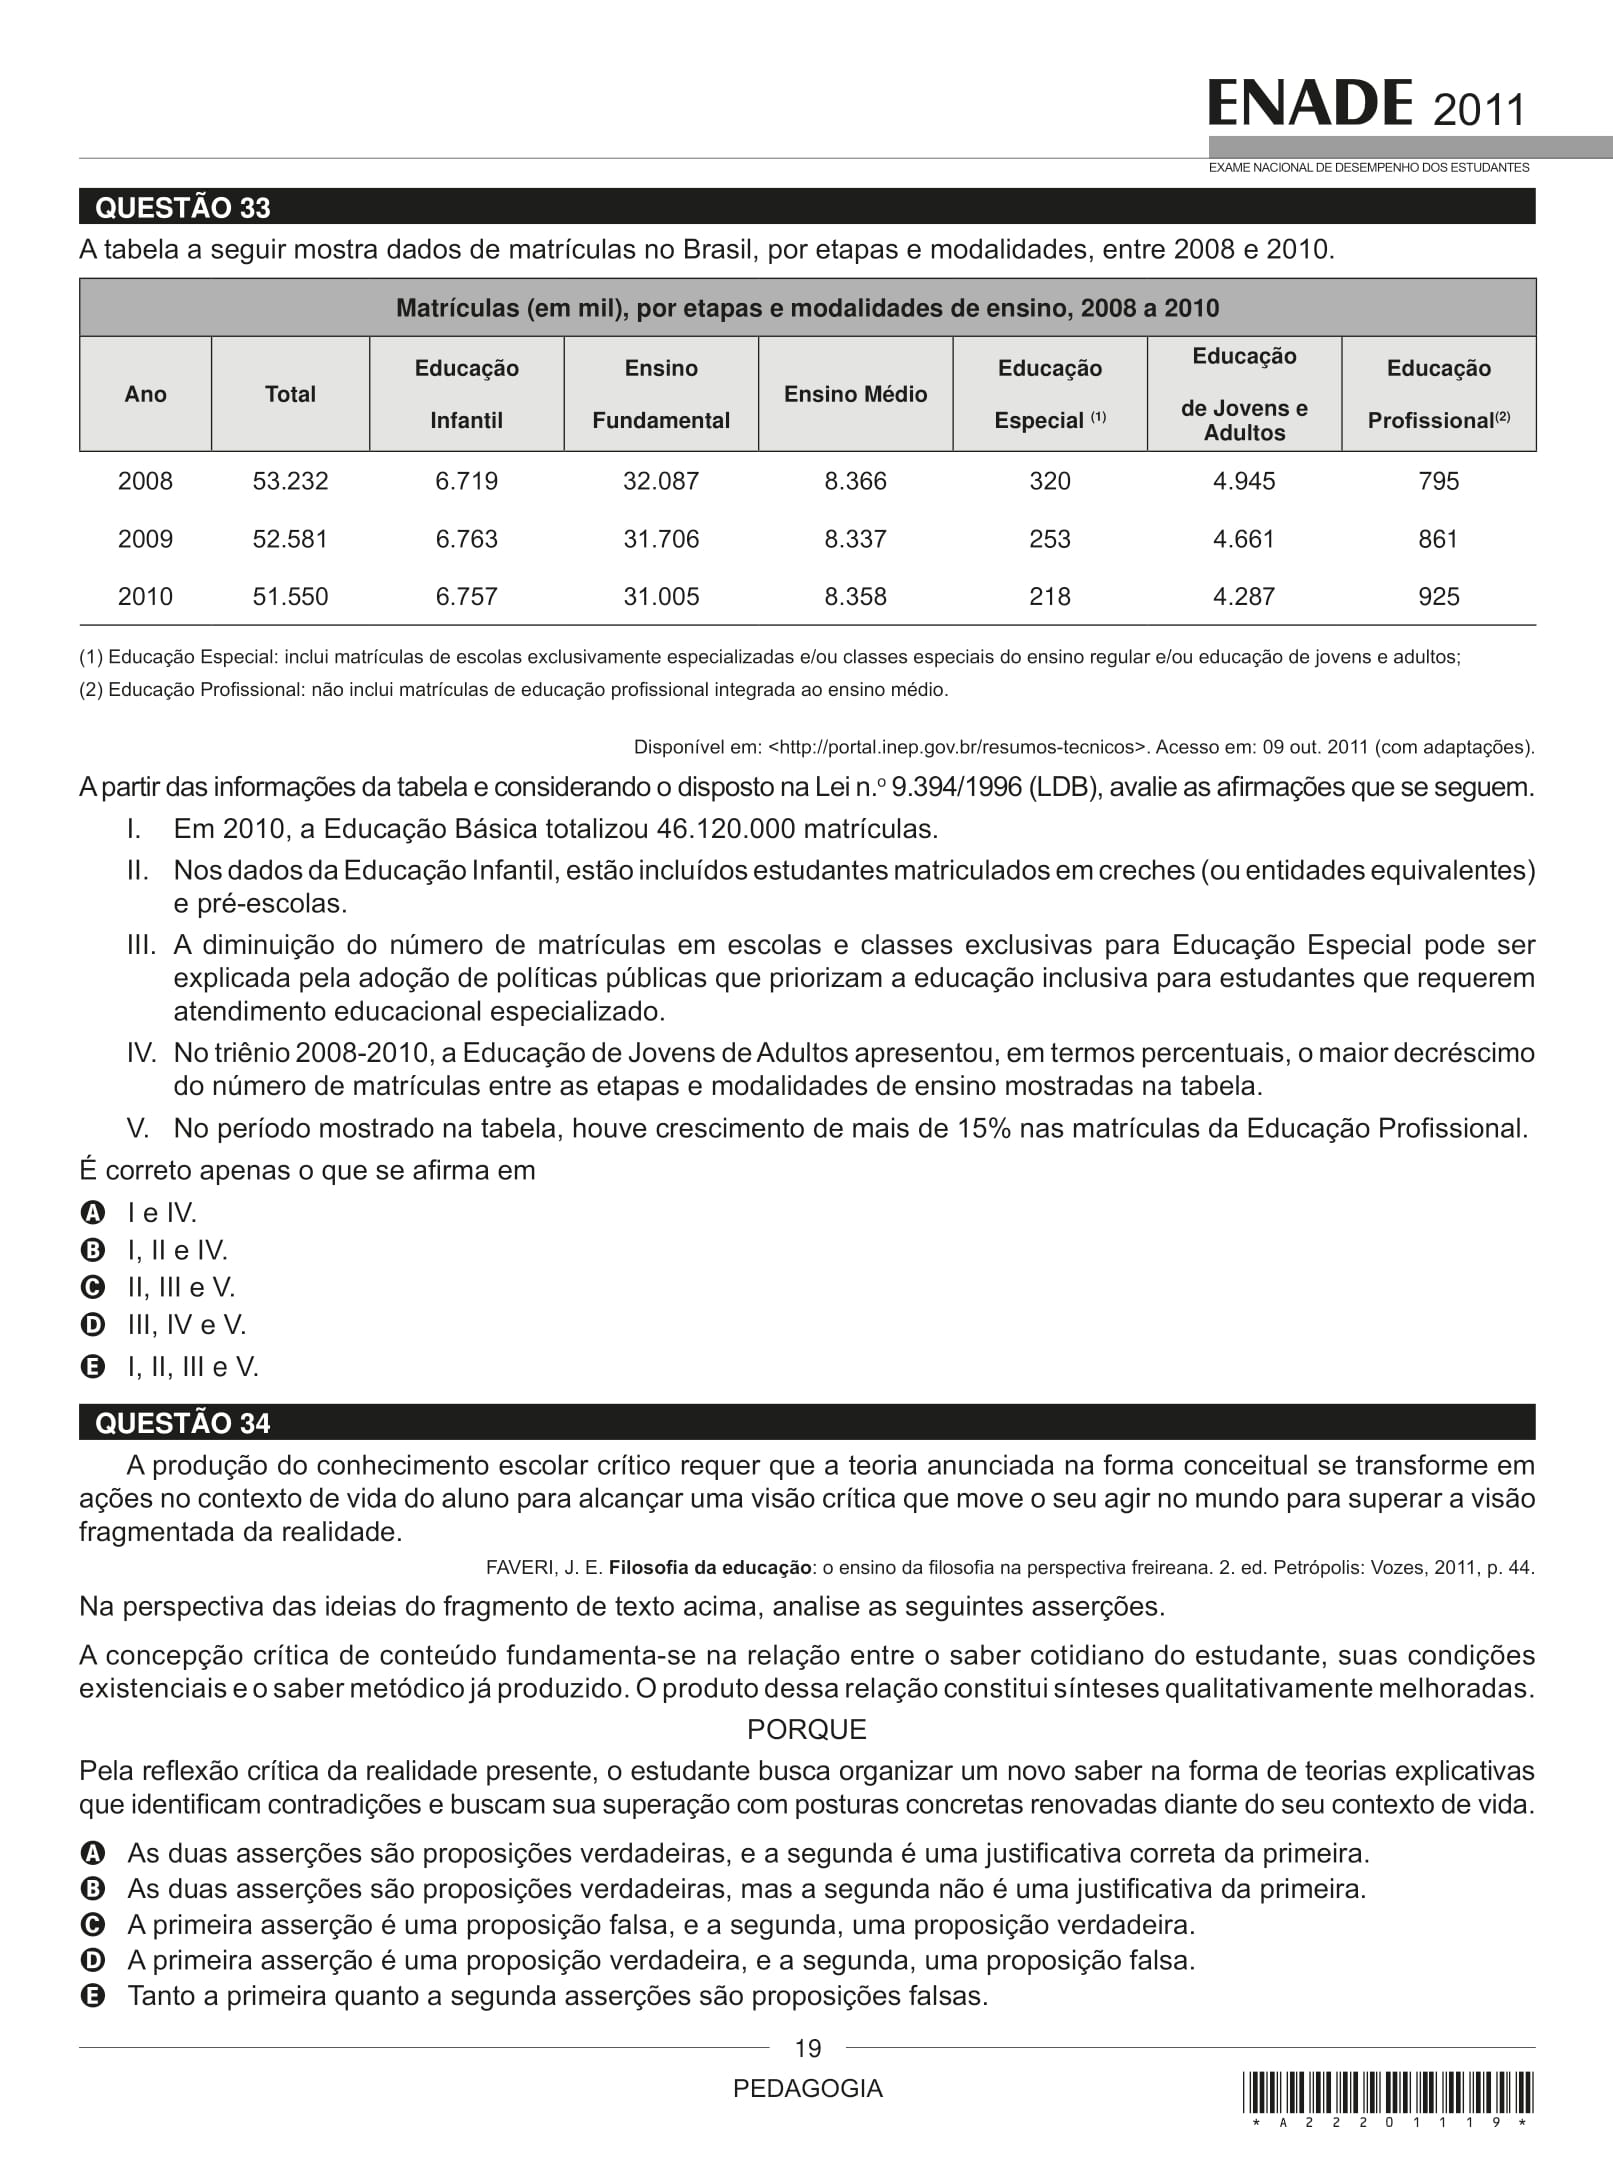 ENADE 2011
EXAME NACIONAL DE DESEMPENHO DOS ESTUDANTES
QUESTÃO 33
A tabela a seguir mostra dados de matrículas no Brasil, por etapas e modalidades, entre 2008 e 2010.
Matrículas (em mil), por etapas e modalidades de ensino, 2008 a 2010
Ano Total Educação Infantil Ensino Fundamental Ensino Médio Educação Especial (1) Educação de Jovens e Adultos Educação Profissional(2)
2008 53.232 6.719 32.087 8.366 320 4.945 795
2009 52.581 6.763 31.706 8.337 253 4.661 861
2010 51.550 6.757 31.005 8.358 218 4.287 925
(1) Educação Especial: inclui matrículas de escolas exclusivamente especializadas e/ou classes especiais do ensino regular e/ou educação de jovens e adultos;
(2) Educação Profissional: não inclui matrículas de educação profissional integrada ao ensino médio.
Disponível em: <http://portal.inep.gov.br/resumos-tecnicos>. Acesso em: 09 out. 2011 (com adaptações).
A partir das informações da tabela e considerando o disposto na Lei n.º 9.394/1996 (LDB), avalie as afirmações que se seguem.
I. Em 2010, a Educação Básica totalizou 46.120.000 matrículas.
II. Nos dados da Educação Infantil, estão incluídos estudantes matriculados em creches (ou entidades equivalentes)
e pré-escolas.
III. A diminuição do número de matrículas em escolas e classes exclusivas para Educação Especial pode ser
explicada pela adoção de políticas públicas que priorizam a educação inclusiva para estudantes que requerem
atendimento educacional especializado.
IV. No triênio 2008-2010, a Educação de Jovens de Adultos apresentou, em termos percentuais, o maior decréscimo
do número de matrículas entre as etapas e modalidades de ensino mostradas na tabela.
V. No período mostrado na tabela, houve crescimento de mais de 15% nas matrículas da Educação Profissional.
É correto apenas o que se afirma em
A I e IV.
B I, II e IV.
C II, III e V.
D III, IV e V.
E I, II, III e V.
QUESTÃO 34
A produção do conhecimento escolar crítico requer que a teoria anunciada na forma conceitual se transforme em
ações no contexto de vida do aluno para alcançar uma visão crítica que move o seu agir no mundo para superar a visão
fragmentada da realidade.
FAVERI, J. E. Filosofia da educação: o ensino da filosofia na perspectiva freireana. 2. ed. Petrópolis: Vozes, 2011, p. 44.
Na perspectiva das ideias do fragmento de texto acima, analise as seguintes asserções.
A concepção crítica de conteúdo fundamenta-se na relação entre o saber cotidiano do estudante, suas condições
existenciais e o saber metódico já produzido. O produto dessa relação constitui sínteses qualitativamente melhoradas.
PORQUE
Pela reflexão crítica da realidade presente, o estudante busca organizar um novo saber na forma de teorias explicativas
que identificam contradições e buscam sua superação com posturas concretas renovadas diante do seu contexto de vida.
A As duas asserções são proposições verdadeiras, e a segunda é uma justificativa correta da primeira.
B As duas asserções são proposições verdadeiras, mas a segunda não é uma justificativa da primeira.
C A primeira asserção é uma proposição falsa, e a segunda, uma proposição verdadeira.
D A primeira asserção é uma proposição verdadeira, e a segunda, uma proposição falsa.
E Tanto a primeira quanto a segunda asserções são proposições falsas.
19
PEDAGOGIA
* A 2 2 2 0 1 1 1 9 *